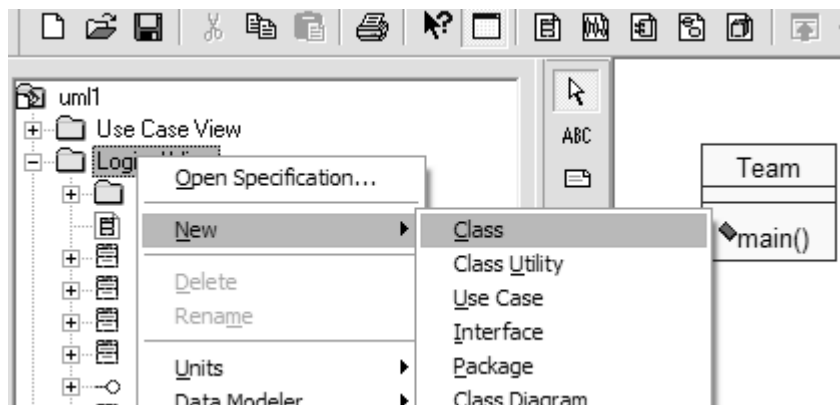 uml1
Use Case View
ABC
Open Specification...
New
Delete
Rename
Units
Data Modeler
Class
Class Utility
Use Case
Interface
Package
Class Diagram
Team
main()